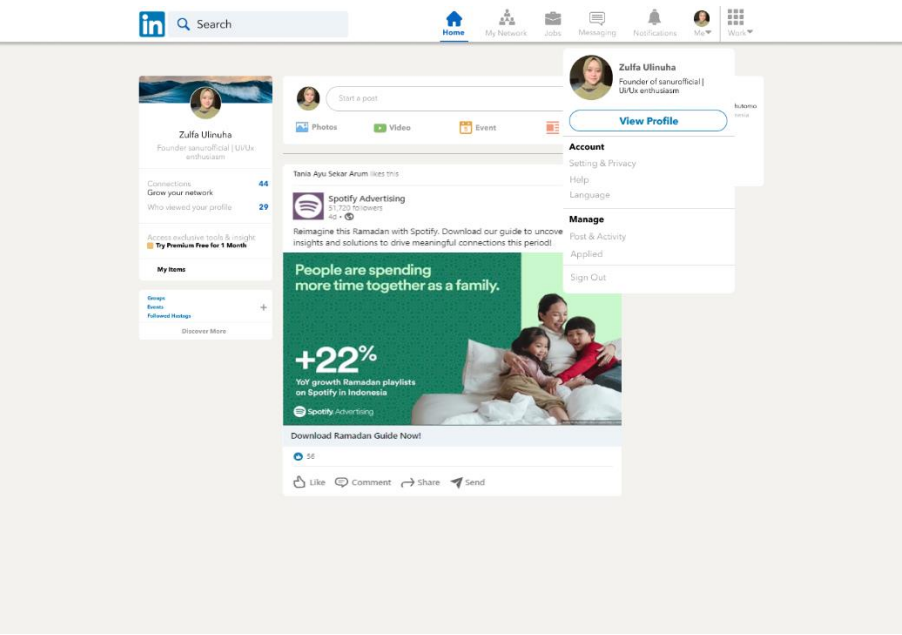 in
Search
Home
My Network
Jobs
Messaging
Notifications
Me
Work
Zulfa Ulinuha
Founder of sanurofficial |
Ui/Ux enthusiasm
View Profile
Account
Setting & Privacy
Help
Language
Manage
Post & Activity
Applied
Sign Out
Zulfa Ulinuha
Founder sanurofficial | Ui/Ux
enthusiasm
Connections 44
Grow your network
Who viewed your profile 29
Access exclusive tools & insight
Try Premium Free for 1 Month
My Items
Groups
Events
Followed Hastags
Discover More
Start a post
Photos
Video
Event
Tania Ayu Sekar Arum likes this
Spotify Advertising
51,720 followers
4d •
Reimagine this Ramadan with Spotify. Download our guide to uncove
insights and solutions to drive meaningful connections this period!
People are spending
more time together as a family.
+22%
YoY growth Ramadan playlists
on Spotify in Indonesia
Spotify Advertising
Download Ramadan Guide Now!
56
Like
Comment
Share
Send